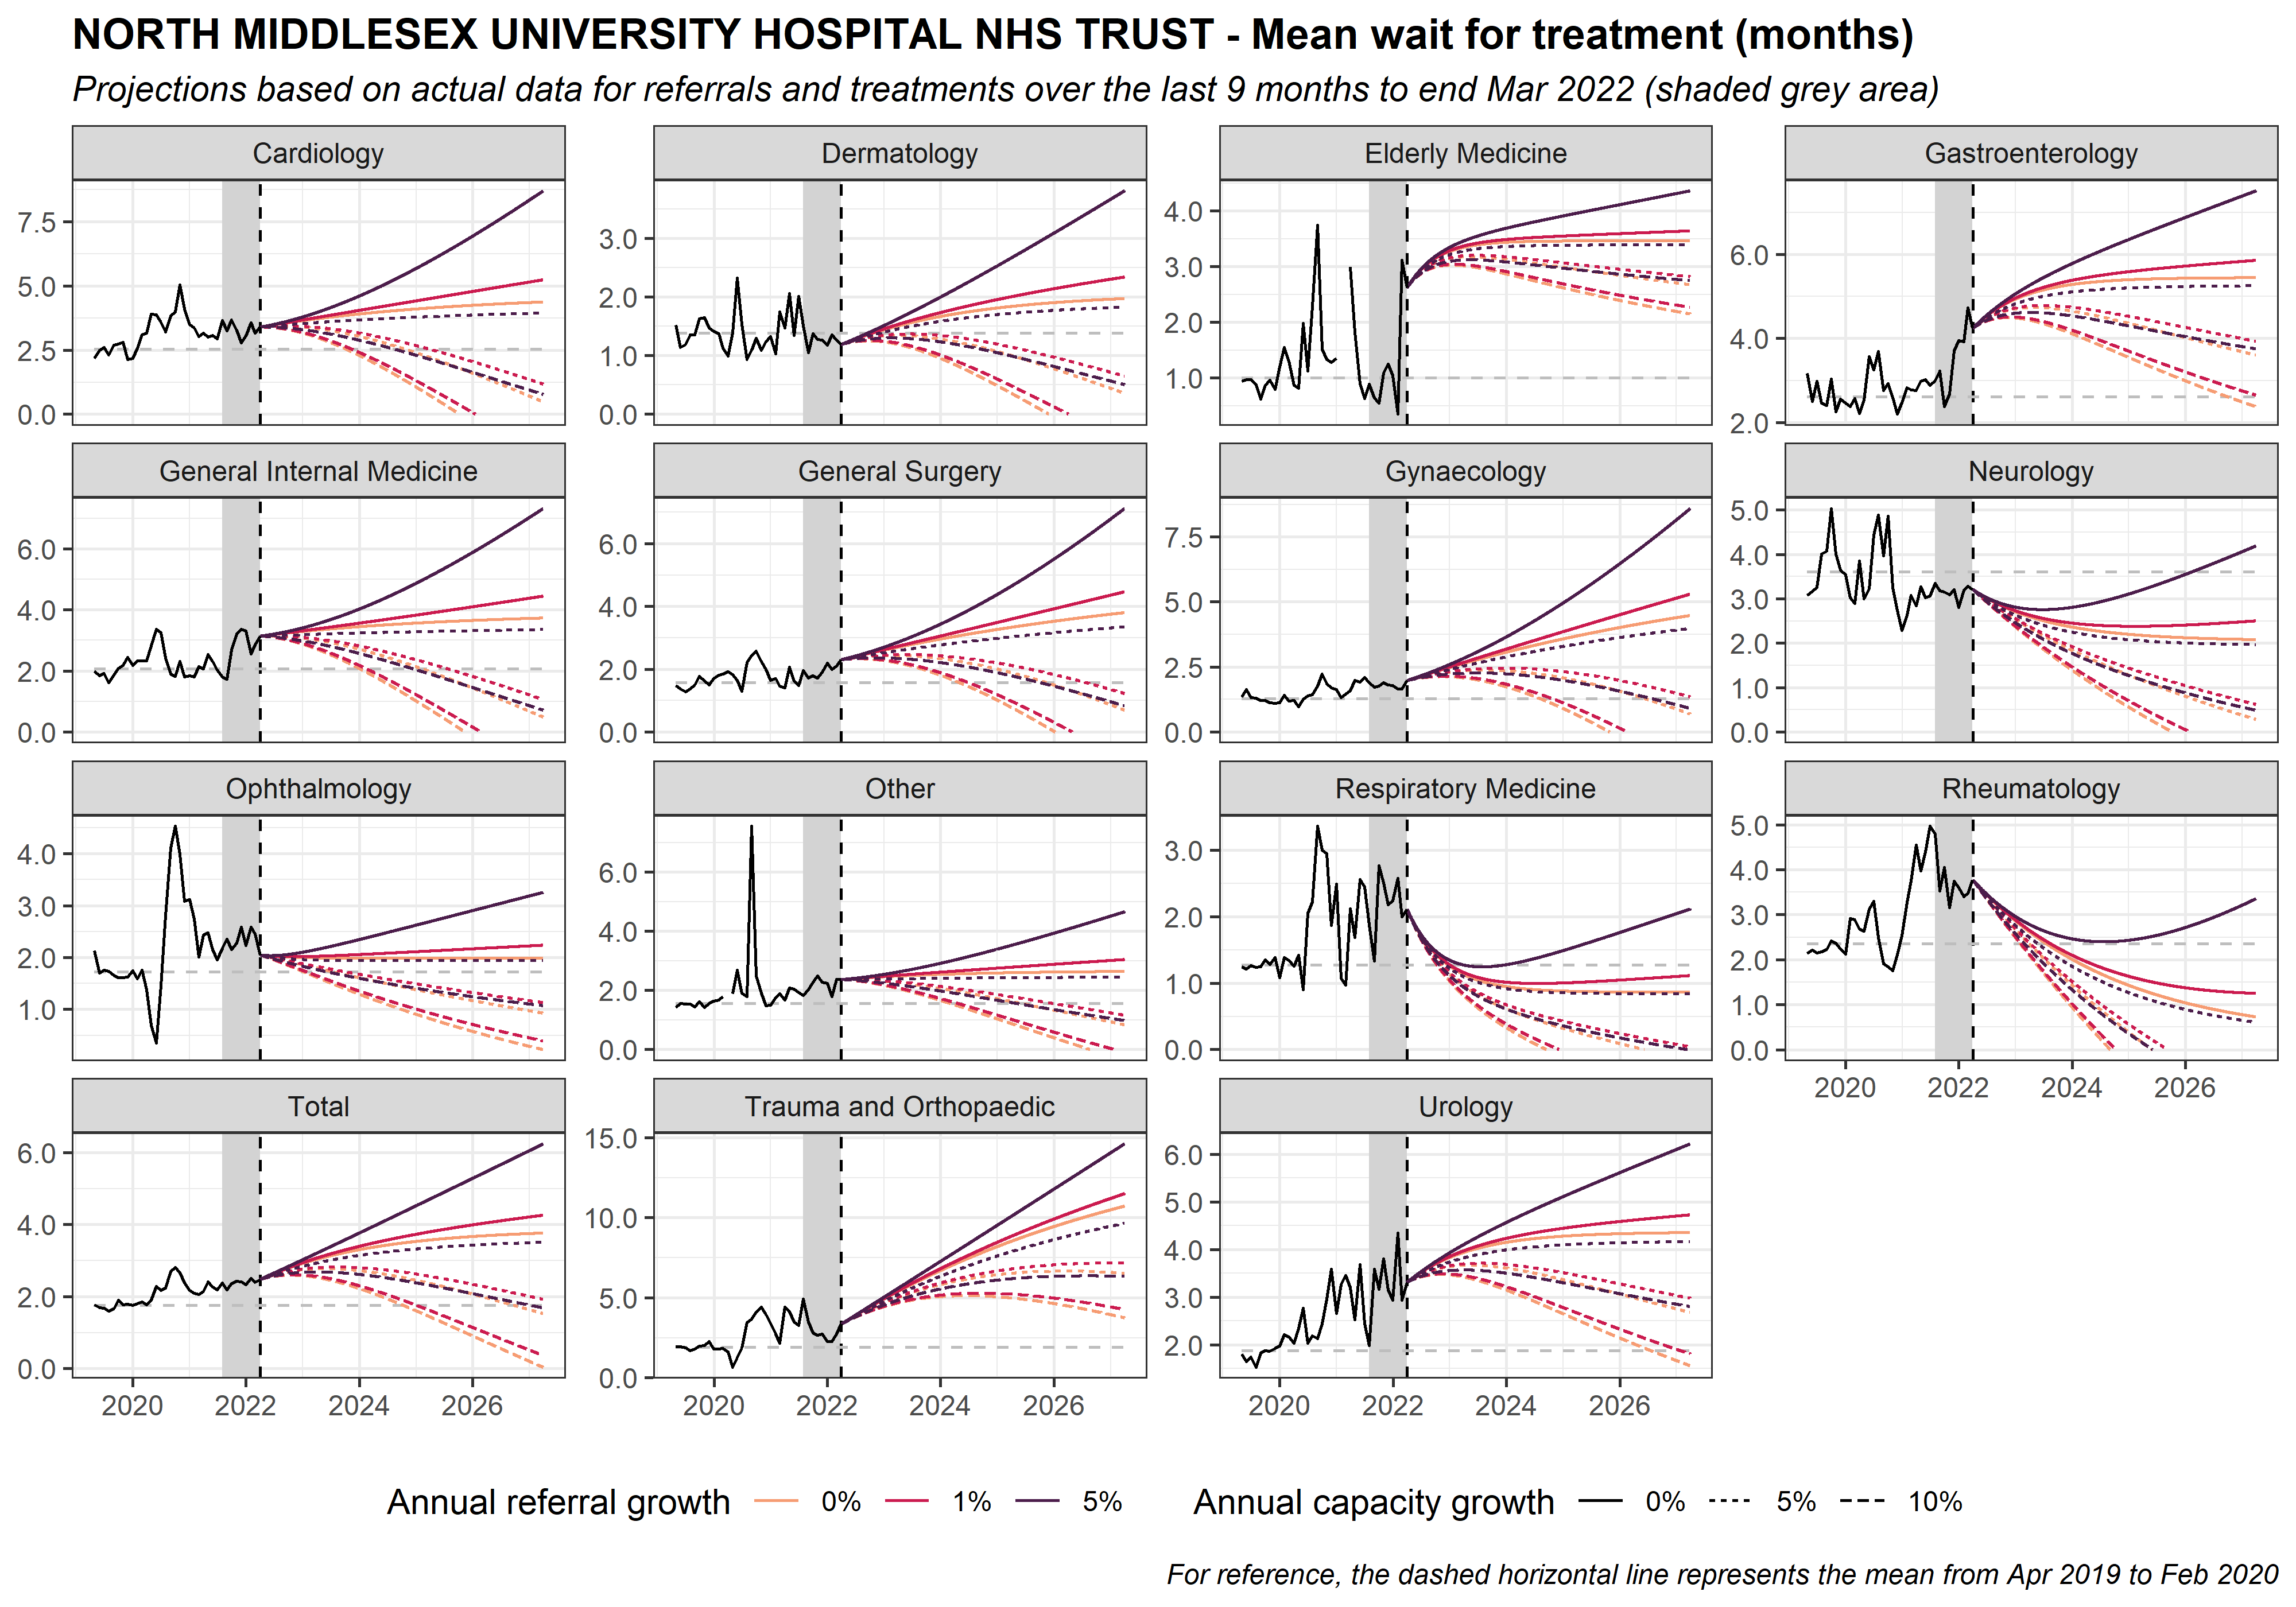 NORTH MIDDLESEX UNIVERSITY HOSPITAL NHS TRUST - Mean wait for treatment (months)
Projections based on actual data for referrals and treatments over the last 9 months to end Mar 2022 (shaded grey area)
Cardiology
7.5
5.0
2.5
0.0
Dermatology
3.0
2.0
1.0
0.0
Elderly Medicine
4.0
3.0
2.0
1.0
Gastroenterology
6.0
4.0
2.0
General Internal Medicine
6.0
4.0
2.0
0.0
General Surgery
6.0
4.0
2.0
0.0
Gynaecology
7.5
5.0
2.5
0.0
Neurology
5.0
4.0
3.0
2.0
1.0
0.0
Ophthalmology
4.0
3.0
2.0
1.0
Other
6.0
4.0
2.0
0.0
Respiratory Medicine
3.0
2.0
1.0
0.0
Rheumatology
5.0
4.0
3.0
2.0
1.0
0.0
2020 2022 2024 2026
Total
6.0
4.0
2.0
0.0
2020 2022 2024 2026
Trauma and Orthopaedic
15.0
10.0
5.0
0.0
2020 2022 2024 2026
Urology
6.0
5.0
4.0
3.0
2.0
2020 2022 2024 2026
Annual referral growth 0% 1% 5%
Annual capacity growth 0% 5% 10%
For reference, the dashed horizontal line represents the mean from Apr 2019 to Feb 2020